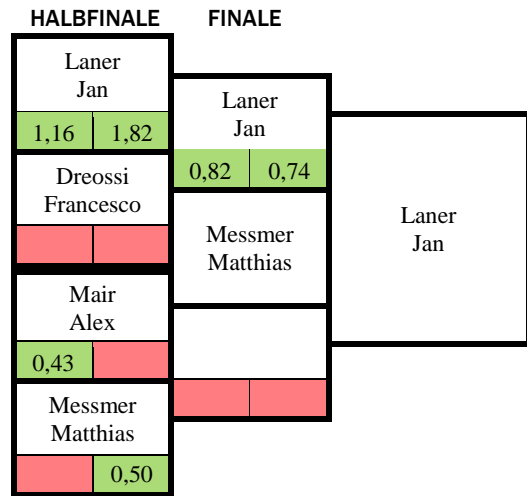 HALBFINALE FINALE
Laner
Jan
1,16 1,82
Dreossi
Francesco
Mair
Alex
0,43
Messmer
Matthias
0,50
Laner
Jan
0,82 0,74
Messmer
Matthias
Laner
Jan